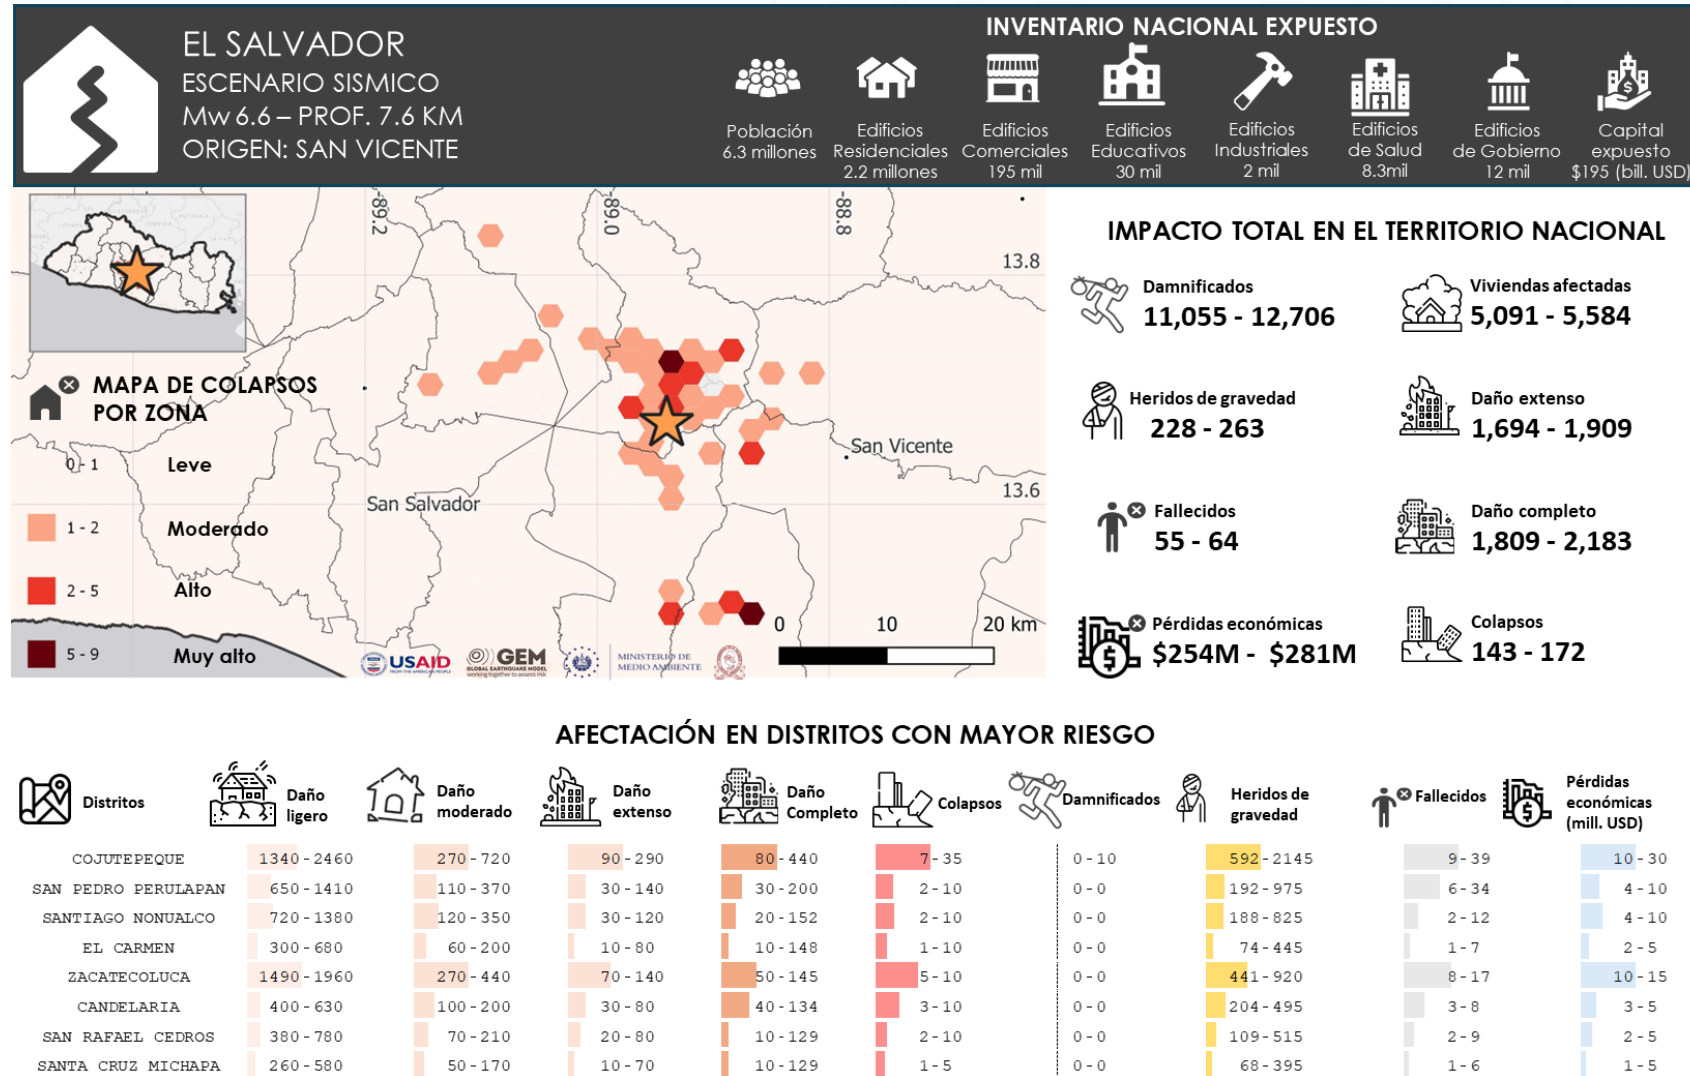 EL SALVADOR
ESCENARIO SISMICO
Mw 6.6 – PROF. 7.6 KM
ORIGEN: SAN VICENTE
INVENTARIO NACIONAL EXPUESTO
Población
6.3 millones
Edificios
Residenciales
2.2 millones
Edificios
Comerciales
195 mil
Edificios
Educativos
30 mil
Edificios
Industriales
2 mil
Edificios
de Salud
8.3mil
Edificios
de Gobierno
12 mil
Capital
expuesto
$195 (bill. USD)
-89.2
-89.0
-88.8
13.8
13.6
MAPA DE COLAPSOS
POR ZONA
0 - 1 Leve
1 - 2 Moderado
2 - 5 Alto
5 - 9 Muy alto
San Salvador
San Vicente
0 10 20 km
USAID
FROM THE AMERICAN PEOPLE
GEM
GLOBAL EARTHQUAKE MODEL
working together to assess risk
MINISTERIO DE
MEDIO AMBIENTE
IMPACTO TOTAL EN EL TERRITORIO NACIONAL
Damnificados
11,055 - 12,706
Viviendas afectadas
5,091 - 5,584
Heridos de gravedad
228 - 263
Daño extenso
1,694 - 1,909
Fallecidos
55 - 64
Daño completo
1,809 - 2,183
Pérdidas económicas
$254M - $281M
Colapsos
143 - 172
AFECTACIÓN EN DISTRITOS CON MAYOR RIESGO
Distritos
Daño
ligero
Daño
moderado
Daño
extenso
Daño
Completo
Colapsos
Damnificados
Heridos de
gravedad
Fallecidos
Pérdidas
económicas
(mill. USD)
COJUTEPEQUE 1340-2460 270-720 90-290 80-440 7-35 0-10 592-2145 9-39 10-30
SAN PEDRO PERULAPAN 650-1410 110-370 30-140 30-200 2-10 0-0 192-975 6-34 4-10
SANTIAGO NONUALCO 720-1380 120-350 30-120 20-152 2-10 0-0 188-825 2-12 4-10
EL CARMEN 300-680 60-200 10-80 10-148 1-10 0-0 74-445 1-7 2-5
ZACATECOLUCA 1490-1960 270-440 70-140 50-145 5-10 0-0 441-920 8-17 10-15
CANDELARIA 400-630 100-200 30-80 40-134 3-10 0-0 204-495 3-8 3-5
SAN RAFAEL CEDROS 380-780 70-210 20-80 10-129 2-10 0-0 109-515 2-9 2-5
SANTA CRUZ MICHAPA 260-580 50-170 10-70 10-129 1-5 0-0 68-395 1-6 1-5